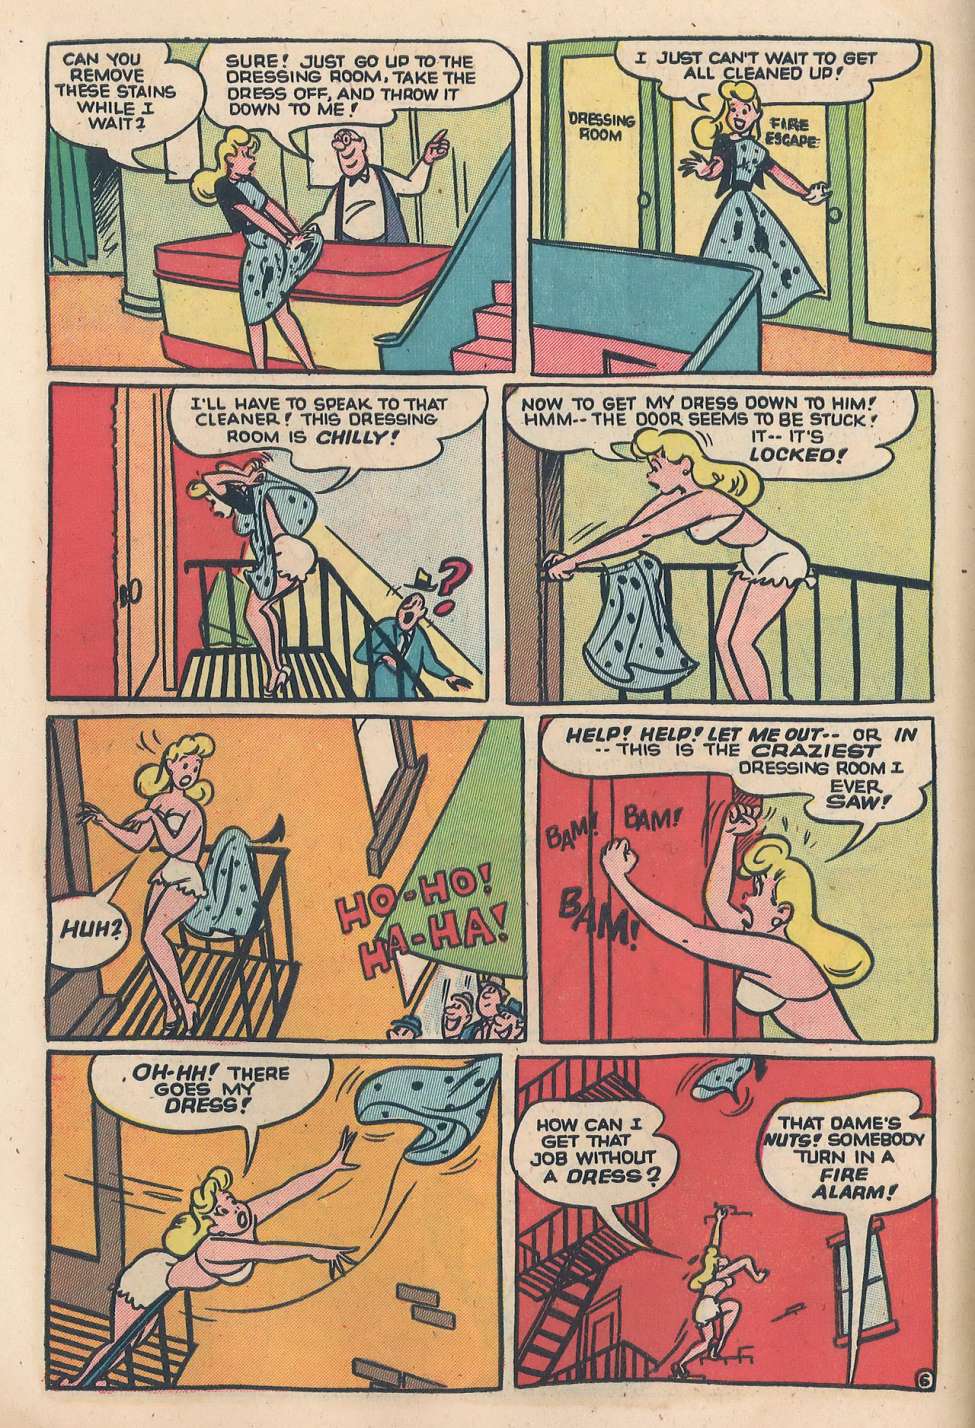 CAN YOU
REMOVE
THESE STAINS
WHILE I
WAIT?
SURE! JUST GO UP TO THE
DRESSING ROOM, TAKE THE
DRESS OFF, AND THROW IT
DOWN TO ME!
I JUST CAN'T WAIT TO GET
ALL CLEANED UP!
DRESSING
ROOM
FIRE
ESCAPE
I'LL HAVE TO SPEAK TO THAT
CLEANER! THIS DRESSING
ROOM IS CHILLY!
?
NOW TO GET MY DRESS DOWN TO HIM!
HMM-- THE DOOR SEEMS TO BE STUCK!
IT-- IT'S
LOCKED!
HUH?
HO-HO!
HA-HA!
HELP! HELP! LET ME OUT-- OR IN
-- THIS IS THE CRAZIEST
DRESSING ROOM I
EVER
SAW!
BAM!
BAM!
BAM!
OH-HH! THERE
GOES MY
DRESS!
HOW CAN I
GET THAT
JOB WITHOUT
A DRESS?
THAT DAME'S
NUTS! SOMEBODY
TURN IN A
FIRE
ALARM!
6